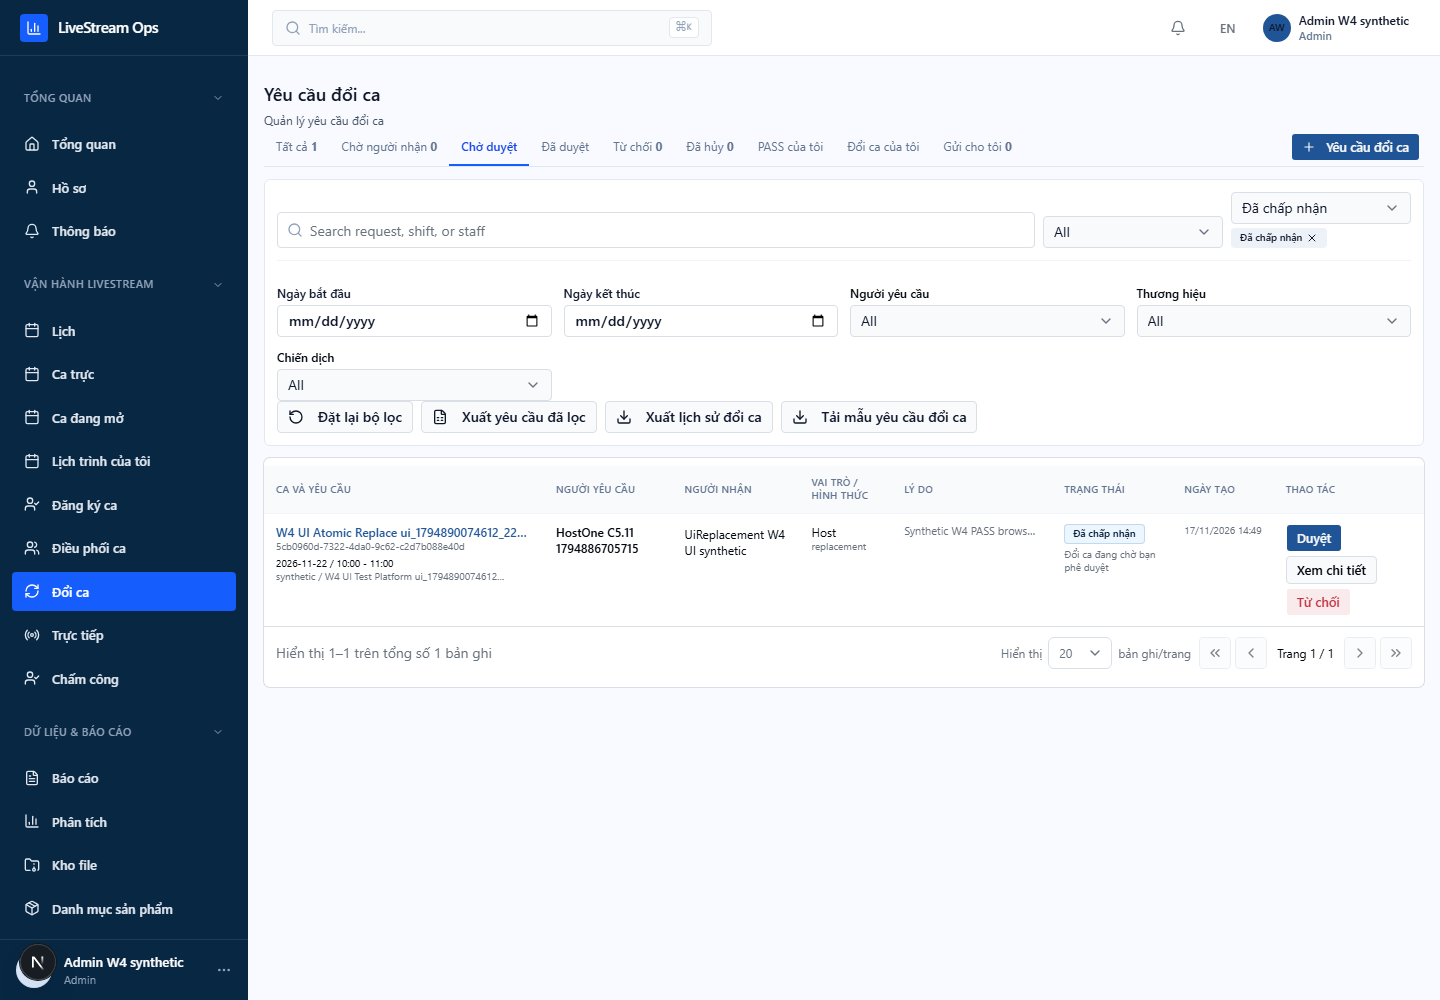 LiveStream Ops
Tìm kiếm...
⌘K
EN
AW
Admin W4 synthetic
Admin
TỔNG QUAN
Tổng quan
Hồ sơ
Thông báo
VẬN HÀNH LIVESTREAM
Lịch
Ca trực
Ca đang mở
Lịch trình của tôi
Đăng ký ca
Điều phối ca
Đổi ca
Trực tiếp
Chấm công
DỮ LIỆU & BÁO CÁO
Báo cáo
Phân tích
Kho file
Danh mục sản phẩm
N
Admin W4 synthetic
Admin
Yêu cầu đổi ca
Quản lý yêu cầu đổi ca
Tất cả 1
Chờ người nhận 0
Chờ duyệt
Đã duyệt
Từ chối 0
Đã hủy 0
PASS của tôi
Đổi ca của tôi
Gửi cho tôi 0
Yêu cầu đổi ca
Search request, shift, or staff
All
Đã chấp nhận
Đã chấp nhận
Ngày bắt đầu
mm/dd/yyyy
Ngày kết thúc
mm/dd/yyyy
Người yêu cầu
All
Thương hiệu
All
Chiến dịch
All
Đặt lại bộ lọc
Xuất yêu cầu đã lọc
Xuất lịch sử đổi ca
Tải mẫu yêu cầu đổi ca
CA VÀ YÊU CẦU
NGƯỜI YÊU CẦU
NGƯỜI NHẬN
VAI TRÒ /
HÌNH THỨC
LÝ DO
TRẠNG THÁI
NGÀY TẠO
THAO TÁC
W4 UI Atomic Replace ui_1794890074612_22...
5cb0960d-7322-4da0-9c62-c2d7b088e40d
2026-11-22 / 10:00 - 11:00
synthetic / W4 UI Test Platform ui_1794890074612...
HostOne C5.11
1794886705715
UiReplacement W4
UI synthetic
Host
replacement
Synthetic W4 PASS brows...
Đã chấp nhận
Đổi ca đang chờ bạn
phê duyệt
17/11/2026 14:49
Duyệt
Xem chi tiết
Từ chối
Hiển thị 1–1 trên tổng số 1 bản ghi
Hiển thị
20
bản ghi/trang
Trang 1 / 1